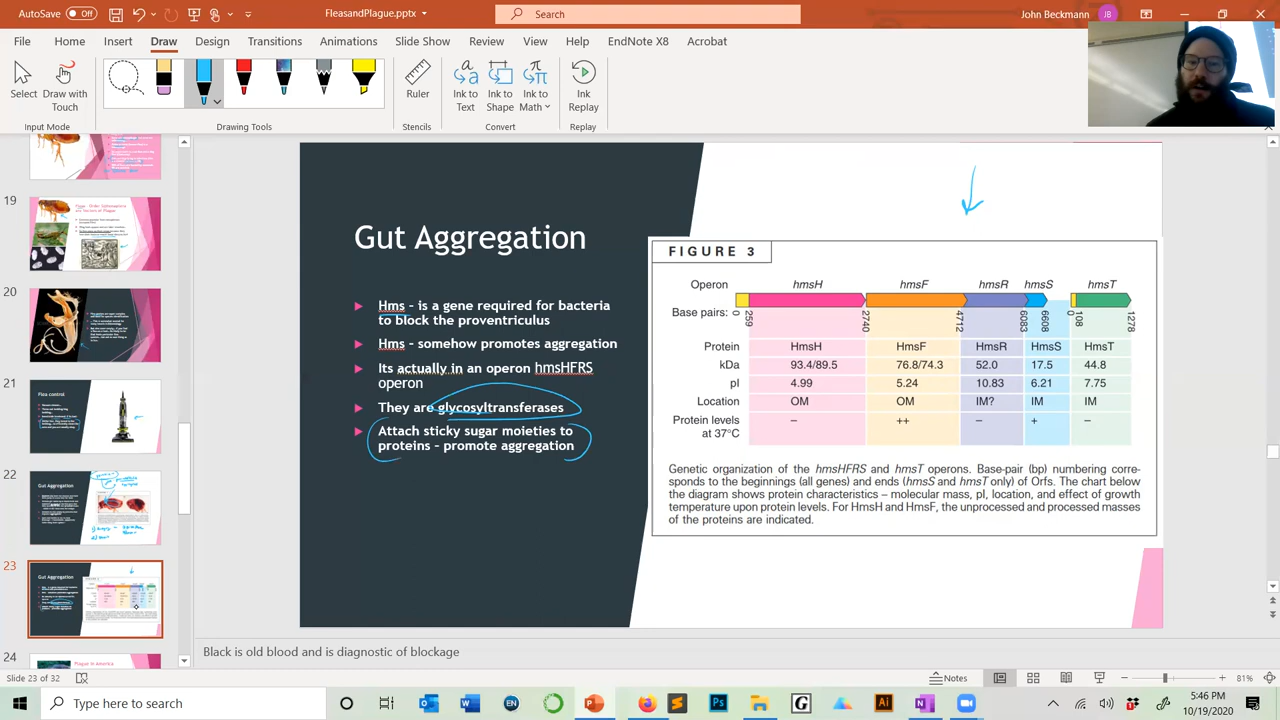 AutoSave Off
FleasandPlague.pptx
Search
John Beckmann
JB
File Home Insert Draw Design Transitions Animations Slide Show Review View Help EndNote X8 Acrobat
Select
Draw with Touch
Ruler
Ink to Text
Ink to Shape
Ink to Math
Ink Replay
Input Mode
Drawing Tools
Stencils
Convert
Replay
19
20
21
Flea control
22
23
Gut Aggregation
24
Plague in America
Gut Aggregation
Hms - is a gene required for bacteria
to block the proventriculus
Hms - somehow promotes aggregation
Its actually in an operon hmsHFRS
operon
They are glycosyltransferases
Attach sticky sugar moieties to
proteins - promote aggregation
FIGURE 3
Operon hmsH hmsF hmsR hmsS hmsT
Base pairs: 0 259 2740 4772 6083 6608 0 108 1278
Protein HmsH HmsF HmsR HmsS HmsT
kDa 93.4/89.5 76.8/74.3 52.0 17.5 44.8
pI 4.99 5.24 10.83 6.21 7.75
Location OM OM IM? IM IM
Protein levels – ++ – + –
at 37°C
Genetic organization of the hmsHFRS and hmsT operons. Base-pair (bp) numbering corre-
sponds to the beginnings (all genes) and ends (hmsS and hmsT only) of Orfs. The chart below
the diagram shows protein characteristics – molecular mass, pI, location, and effect of growth
temperature upon protein levels. For HmsH and HmsF, the unprocessed and processed masses
of the proteins are indicated.
Black is old blood and is diagnostic of blockage
Slide 23 of 32
Notes
81%
Type here to search
5:46 PM
10/19/2020